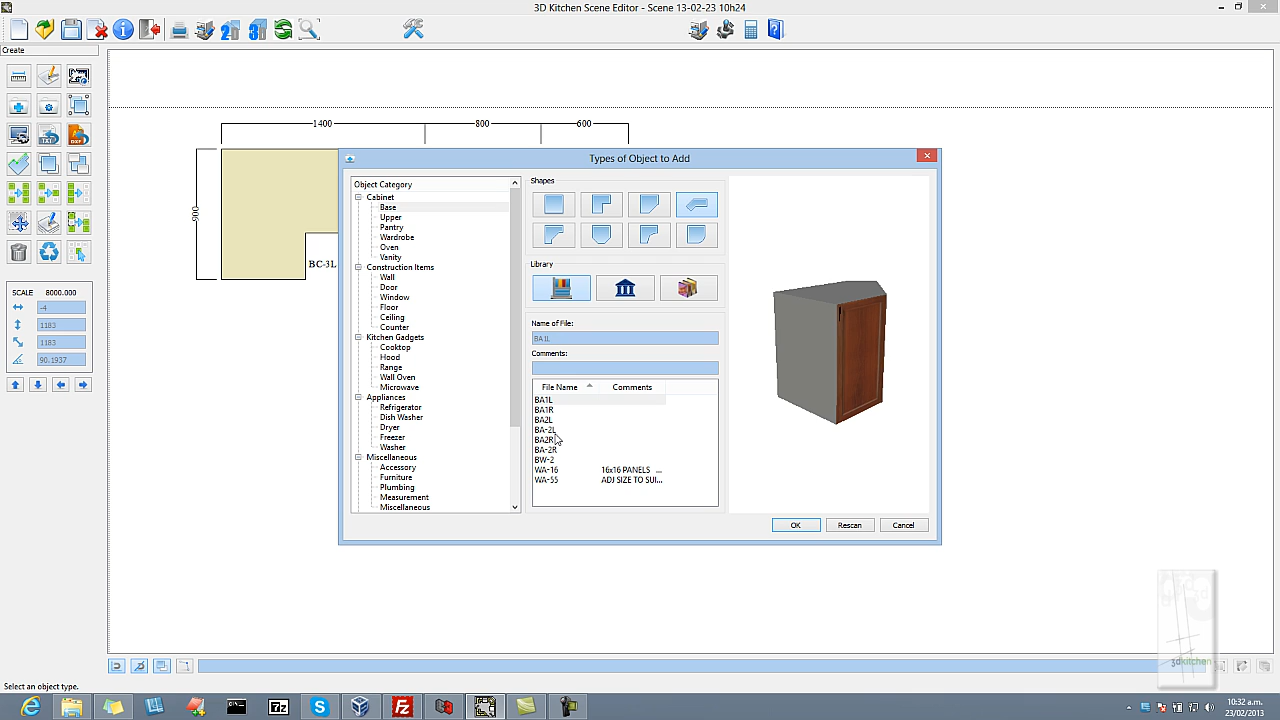 3D Kitchen Scene Editor - Scene 13-02-23 10h24
Create
1400
800
600
900
BC-3L
SCALE 8000.000
-4
1183
1183
90.1937
Types of Object to Add
Object Category
Cabinet
Base
Upper
Pantry
Wardrobe
Oven
Vanity
Construction Items
Wall
Door
Window
Floor
Ceiling
Counter
Kitchen Gadgets
Cooktop
Hood
Range
Wall Oven
Microwave
Appliances
Refrigerator
Dish Washer
Dryer
Freezer
Washer
Miscellaneous
Accessory
Furniture
Plumbing
Measurement
Miscellaneous
Shapes
Library
Name of File:
BA1L
Comments:
File Name Comments
BA1L
BA1R
BA2L
BA-2L
BA2R
BA-2R
BW-2
WA-16 16x16 PANELS ...
WA-55 ADJ SIZE TO SUI...
OK Rescan Cancel
3dkitchen
Select an object type.
10:32 a.m.
23/02/2013